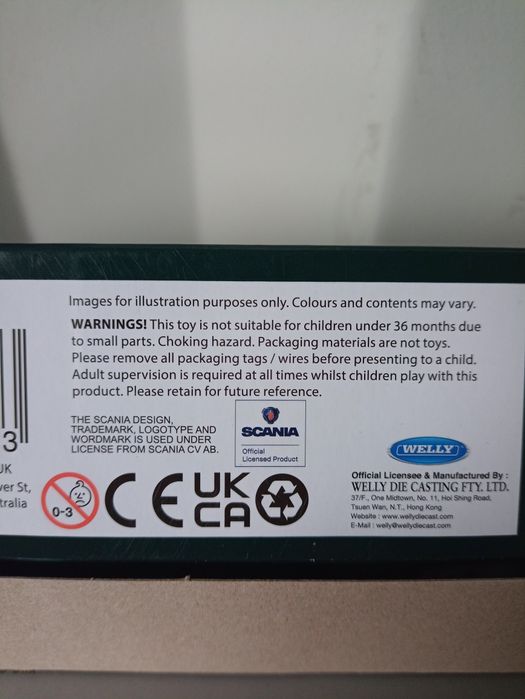 Images for illustration purposes only. Colours and contents may vary.
WARNINGS! This toy is not suitable for children under 36 months due
to small parts. Choking hazard. Packaging materials are not toys.
Please remove all packaging tags / wires before presenting to a child.
Adult supervision is required at all times whilst children play with this
product. Please retain for future reference.
THE SCANIA DESIGN,
TRADEMARK, LOGOTYPE AND
WORDMARK IS USED UNDER
LICENSE FROM SCANIA CV AB.
SCANIA
Official
Licensed Product
WELLY
3
UK
ver St,
tralia
0-3
CE
UK
CA
Official Licensee & Manufactured By :
WELLY DIE CASTING FTY. LTD.
37/F., One Midtown, No. 11, Hoi Shing Road,
Tsuen Wan, N.T., Hong Kong
Website : www.wellydiecast.com
E-Mail : welly@wellydiecast.com